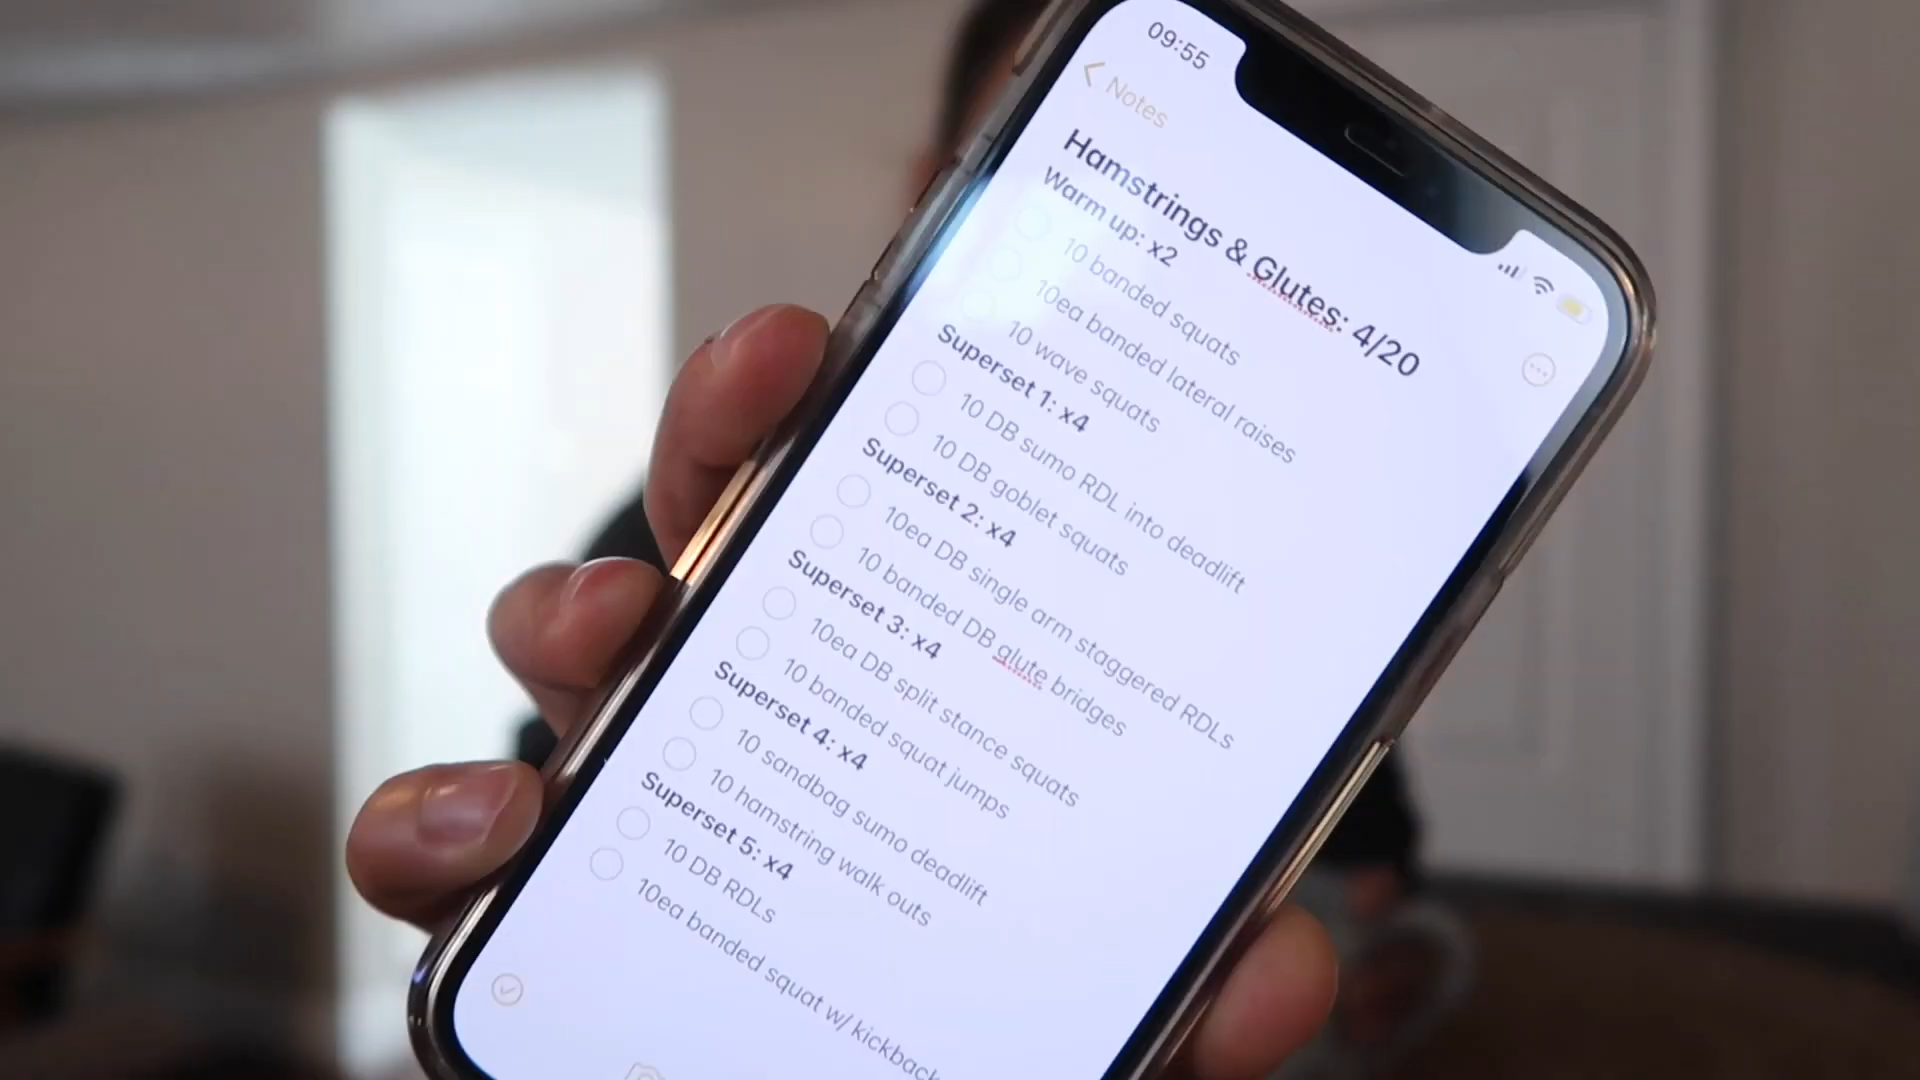 09:55
Notes
Hamstrings & Glutes: 4/20
Warm up: x2
10 banded squats
10ea banded lateral raises
10 wave squats
Superset 1: x4
10 DB sumo RDL into deadlift
10 DB goblet squats
Superset 2: x4
10ea DB single arm staggered RDLs
10 banded DB glute bridges
Superset 3: x4
10ea DB split stance squats
10 banded squat jumps
Superset 4: x4
10 sandbag sumo deadlift
10 hamstring walk outs
Superset 5: x4
10 DB RDLs
10ea banded squat w/ kickback